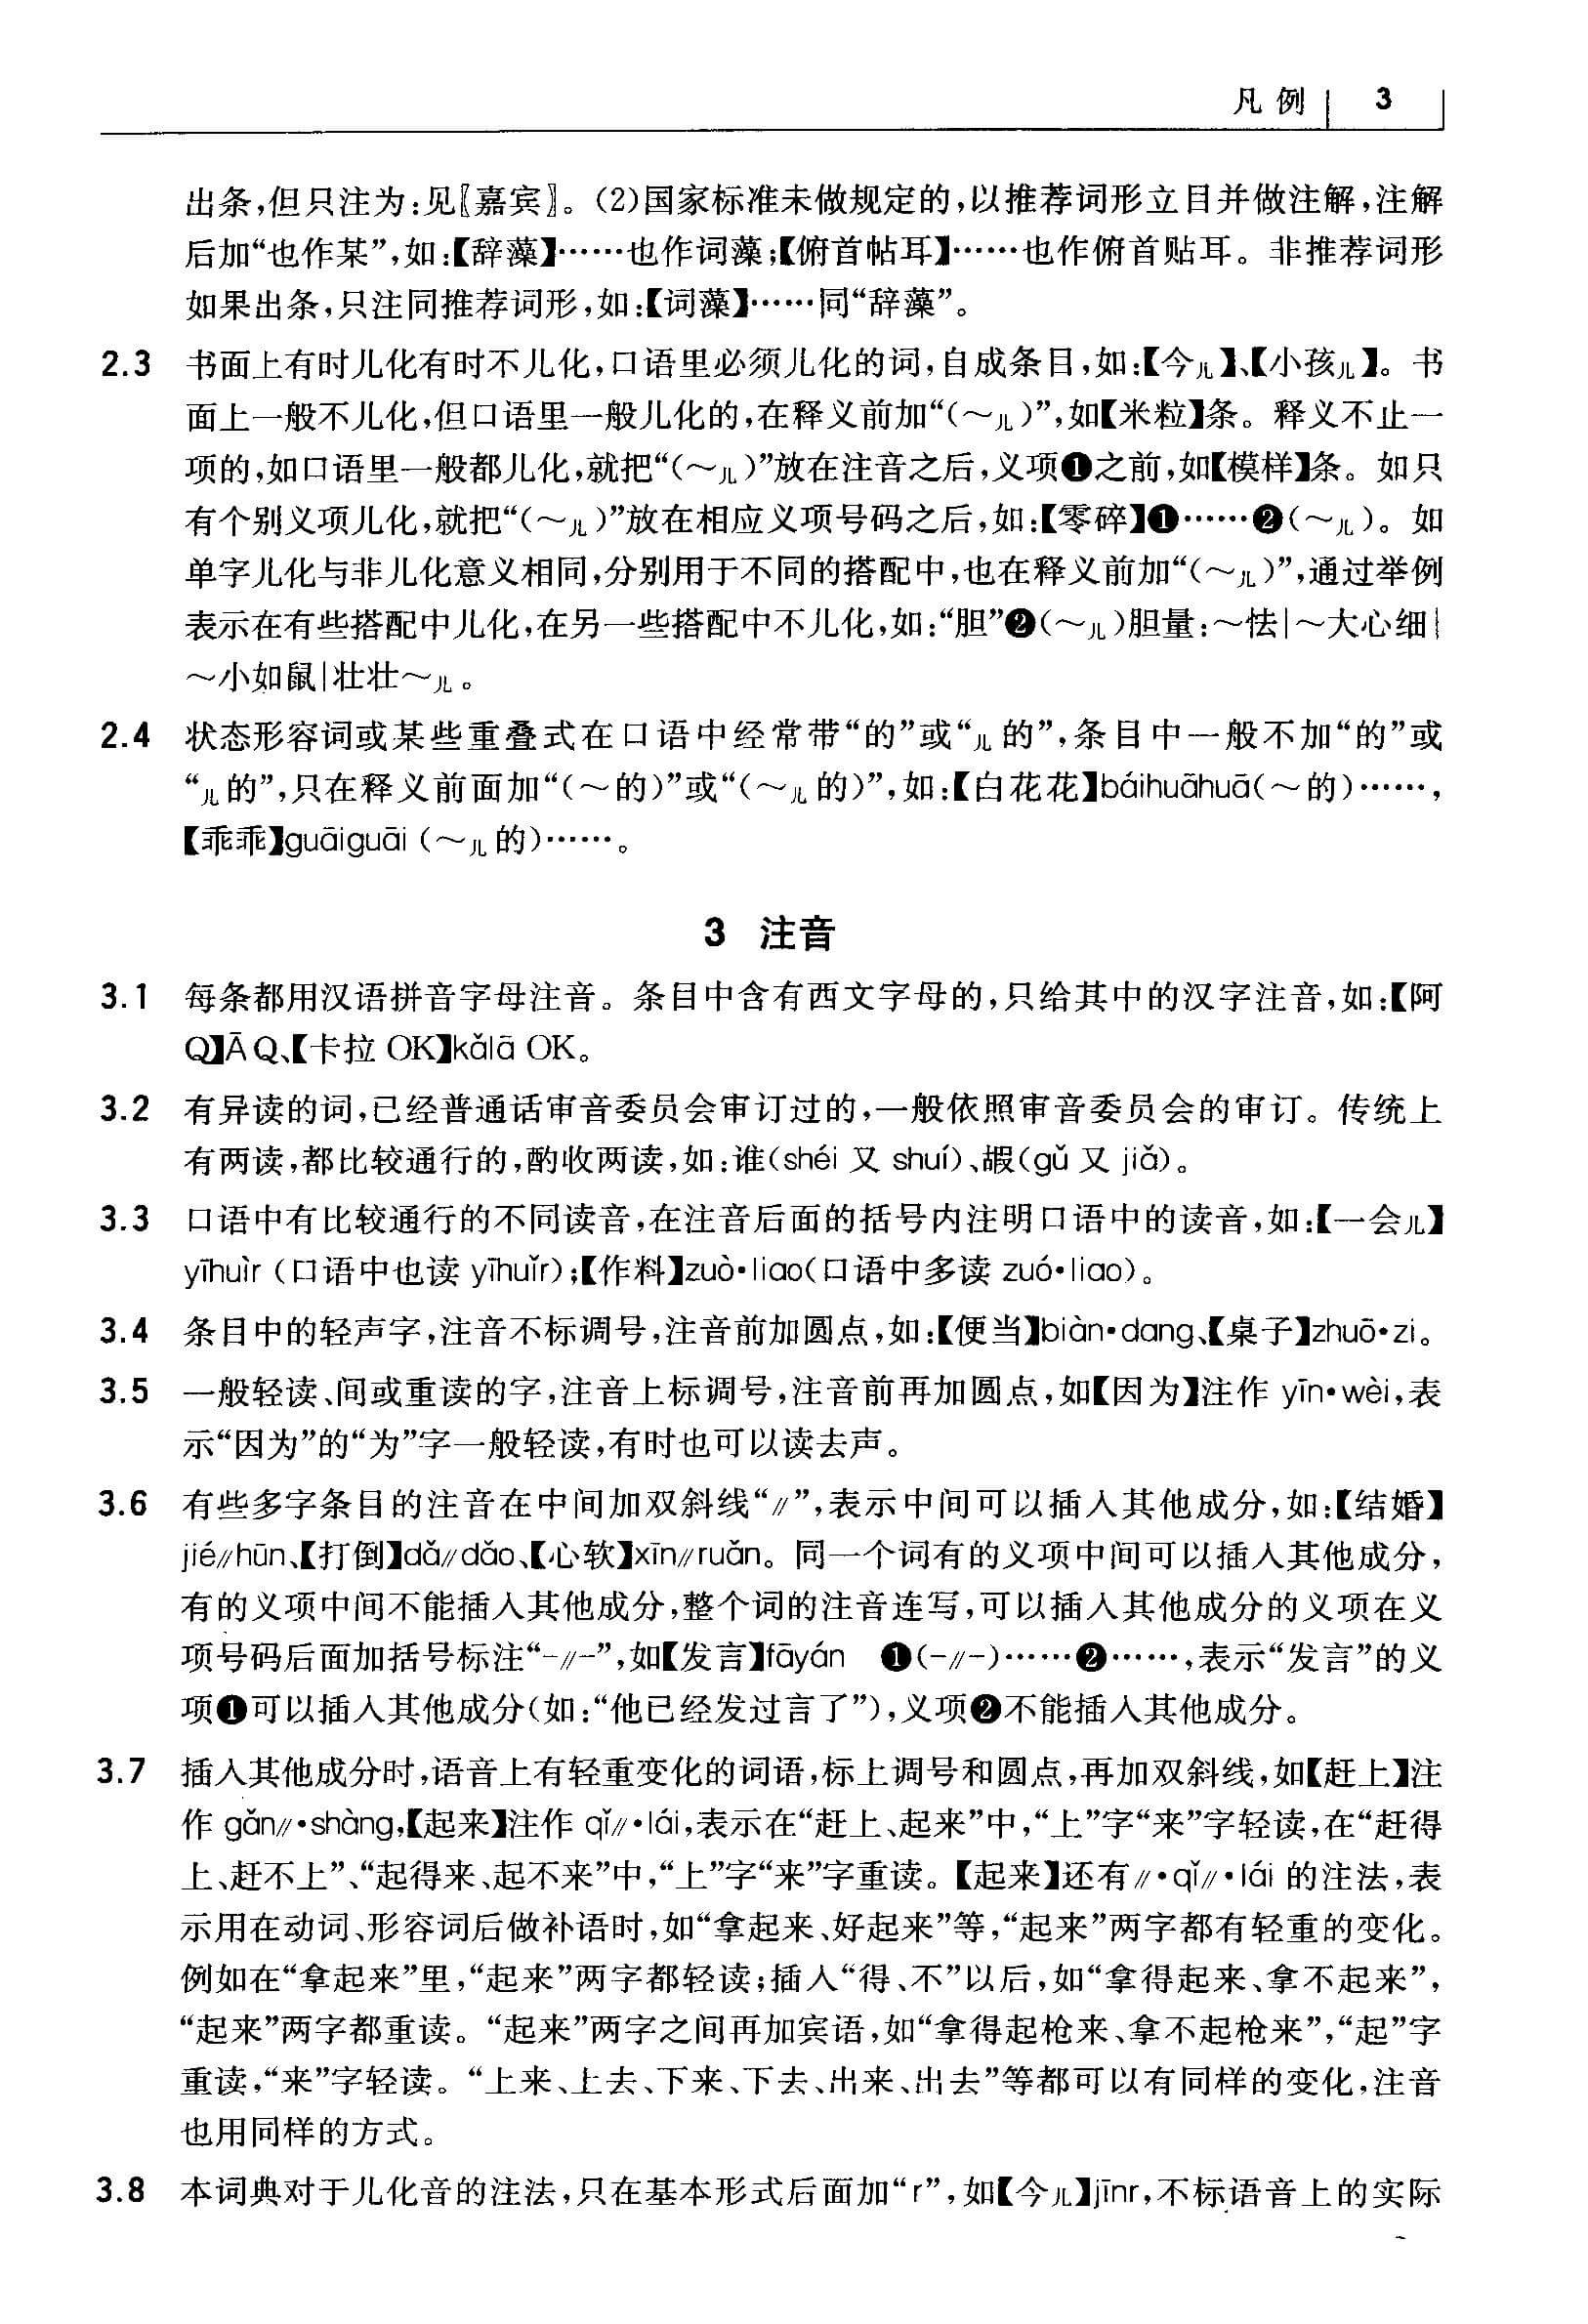 凡例 3
出条,但只注为:见〖嘉宾〗。(2)国家标准未做规定的,以推荐词形立目并做注解,注解
后加“也作某”,如:【辞藻】……也作词藻;【俯首帖耳】……也作俯首贴耳。非推荐词形
如果出条,只注同推荐词形,如:【词藻】……同“辞藻”。
2.3 书面上有时儿化有时不儿化,口语里必须儿化的词,自成条目,如:【今儿】、【小孩儿】。书
面上一般不儿化,但口语里一般儿化的,在释义前加“(～儿)”,如【米粒】条。释义不止一
项的,如口语里一般都儿化,就把“(～儿)”放在注音之后,义项❶之前,如【模样】条。如只
有个别义项儿化,就把“(～儿)”放在相应义项号码之后,如:【零碎】❶……❷(～儿)。如
单字儿化与非儿化意义相同,分别用于不同的搭配中,也在释义前加“(～儿)”,通过举例
表示在有些搭配中儿化,在另一些搭配中不儿化,如:“胆”❷(～儿)胆量:～怯|～大心细|
～小如鼠|壮壮～儿。
2.4 状态形容词或某些重叠式在口语中经常带“的”或“儿的”,条目中一般不加“的”或
“儿的”,只在释义前面加“(～的)”或“(～儿的)”,如:【白花花】báihuāhuā(～的)……,
【乖乖】guāiguāi (～儿的)……。
3 注音
3.1 每条都用汉语拼音字母注音。条目中含有西文字母的,只给其中的汉字注音,如:【阿
Q】Ā Q、【卡拉 OK】kǎlā OK。
3.2 有异读的词,已经普通话审音委员会审订过的,一般依照审音委员会的审订。传统上
有两读,都比较通行的,酌收两读,如:谁(shéi 又 shuí)、嘏(gǔ 又 jiǎ)。
3.3 口语中有比较通行的不同读音,在注音后面的括号内注明口语中的读音,如:【一会儿】
yīhuìr (口语中也读 yīhuǐr);【作料】zuò•liao(口语中多读 zuó•liao)。
3.4 条目中的轻声字,注音不标调号,注音前加圆点,如:【便当】biàn•dang、【桌子】zhuō•zi。
3.5 一般轻读、间或重读的字,注音上标调号,注音前再加圆点,如【因为】注作 yīn•wèi,表
示“因为”的“为”字一般轻读,有时也可以读去声。
3.6 有些多字条目的注音在中间加双斜线“∥”,表示中间可以插入其他成分,如:【结婚】
jié∥hūn、【打倒】dǎ∥dǎo、【心软】xīn∥ruǎn。同一个词有的义项中间可以插入其他成分,
有的义项中间不能插入其他成分,整个词的注音连写,可以插入其他成分的义项在义
项号码后面加括号标注“-∥-”,如【发言】fāyán ❶(-∥-)……❷……,表示“发言”的义
项❶可以插入其他成分(如:“他已经发过言了”),义项❷不能插入其他成分。
3.7 插入其他成分时,语音上有轻重变化的词语,标上调号和圆点,再加双斜线,如【赶上】注
作 gǎn∥•shàng,【起来】注作 qǐ∥•lái,表示在“赶上、起来”中,“上”字“来”字轻读,在“赶得
上、赶不上”、“起得来、起不来”中,“上”字“来”字重读。【起来】还有∥•qǐ∥•lái 的注法,表
示用在动词、形容词后做补语时,如“拿起来、好起来”等,“起来”两字都有轻重的变化。
例如在“拿起来”里,“起来”两字都轻读;插入“得、不”以后,如“拿得起来、拿不起来”,
“起来”两字都重读。“起来”两字之间再加宾语,如“拿得起枪来、拿不起枪来”,“起”字
重读,“来”字轻读。“上来、上去、下来、下去、出来、出去”等都可以有同样的变化,注音
也用同样的方式。
3.8 本词典对于儿化音的注法,只在基本形式后面加“r”,如【今儿】jīnr,不标语音上的实际